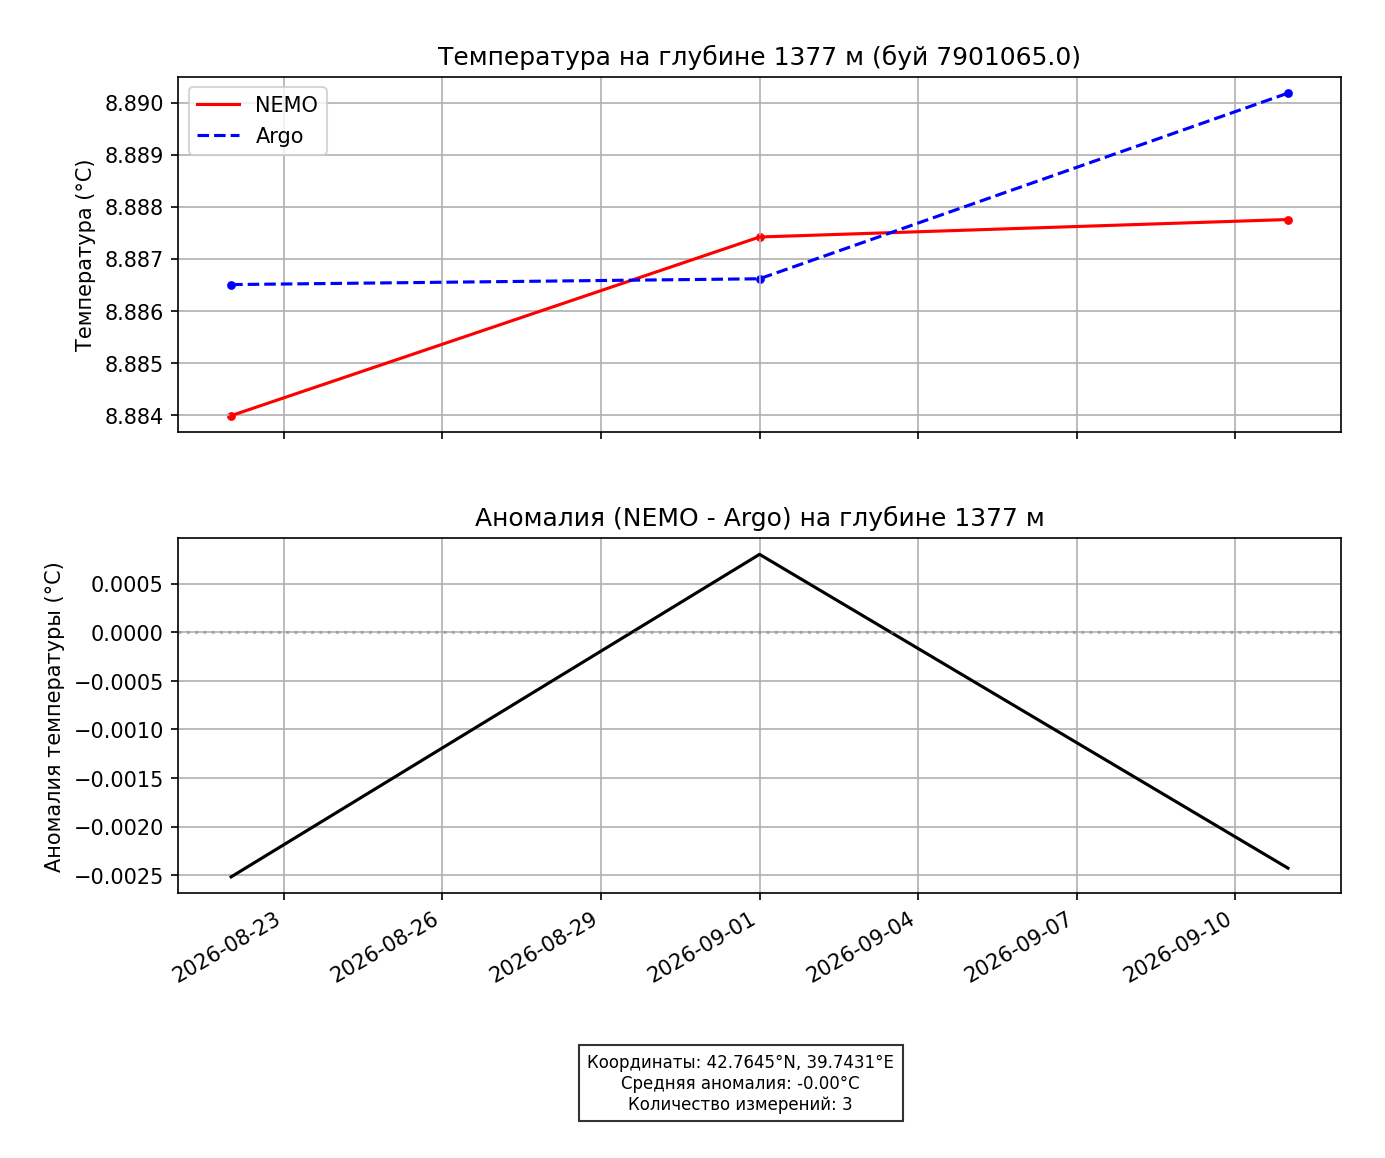 Температура на глубине 1377 м (буй 7901065.0)
NEMO
Argo
Температура (°C)
8.890
8.889
8.888
8.887
8.886
8.885
8.884
Аномалия (NEMO - Argo) на глубине 1377 м
Аномалия температуры (°C)
0.0005
0.0000
−0.0005
−0.0010
−0.0015
−0.0020
−0.0025
2026-08-23
2026-08-26
2026-08-29
2026-09-01
2026-09-04
2026-09-07
2026-09-10
Координаты: 42.7645°N, 39.7431°E
Средняя аномалия: -0.00°C
Количество измерений: 3